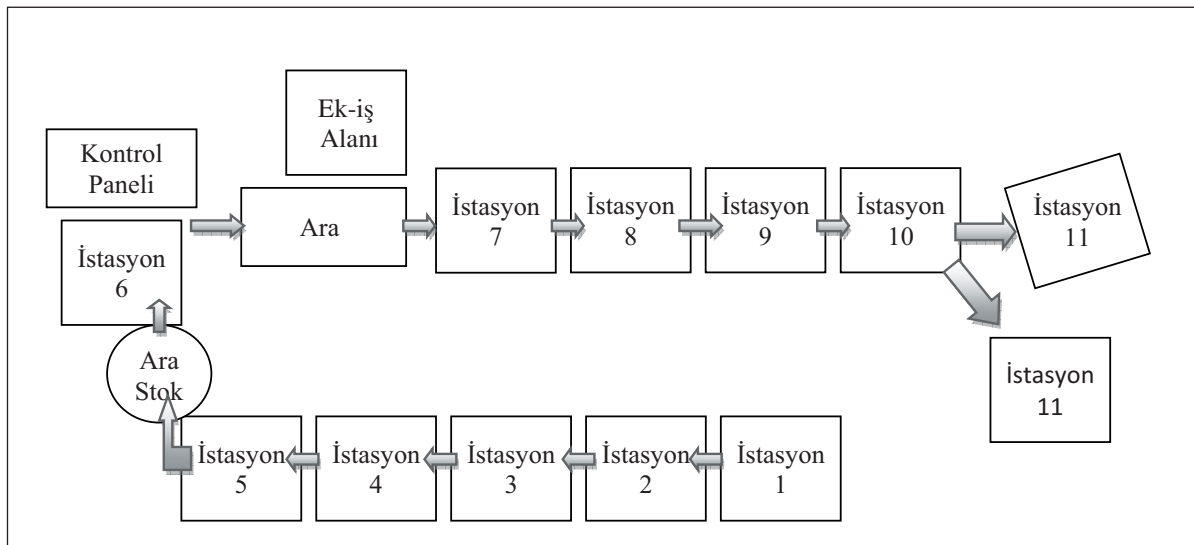 Ek-iş
Alanı
Kontrol
Paneli
İstasyon
6
Ara
İstasyon
7
İstasyon
8
İstasyon
9
İstasyon
10
İstasyon
11
İstasyon
11
Ara
Stok
İstasyon
5
İstasyon
4
İstasyon
3
İstasyon
2
İstasyon
1